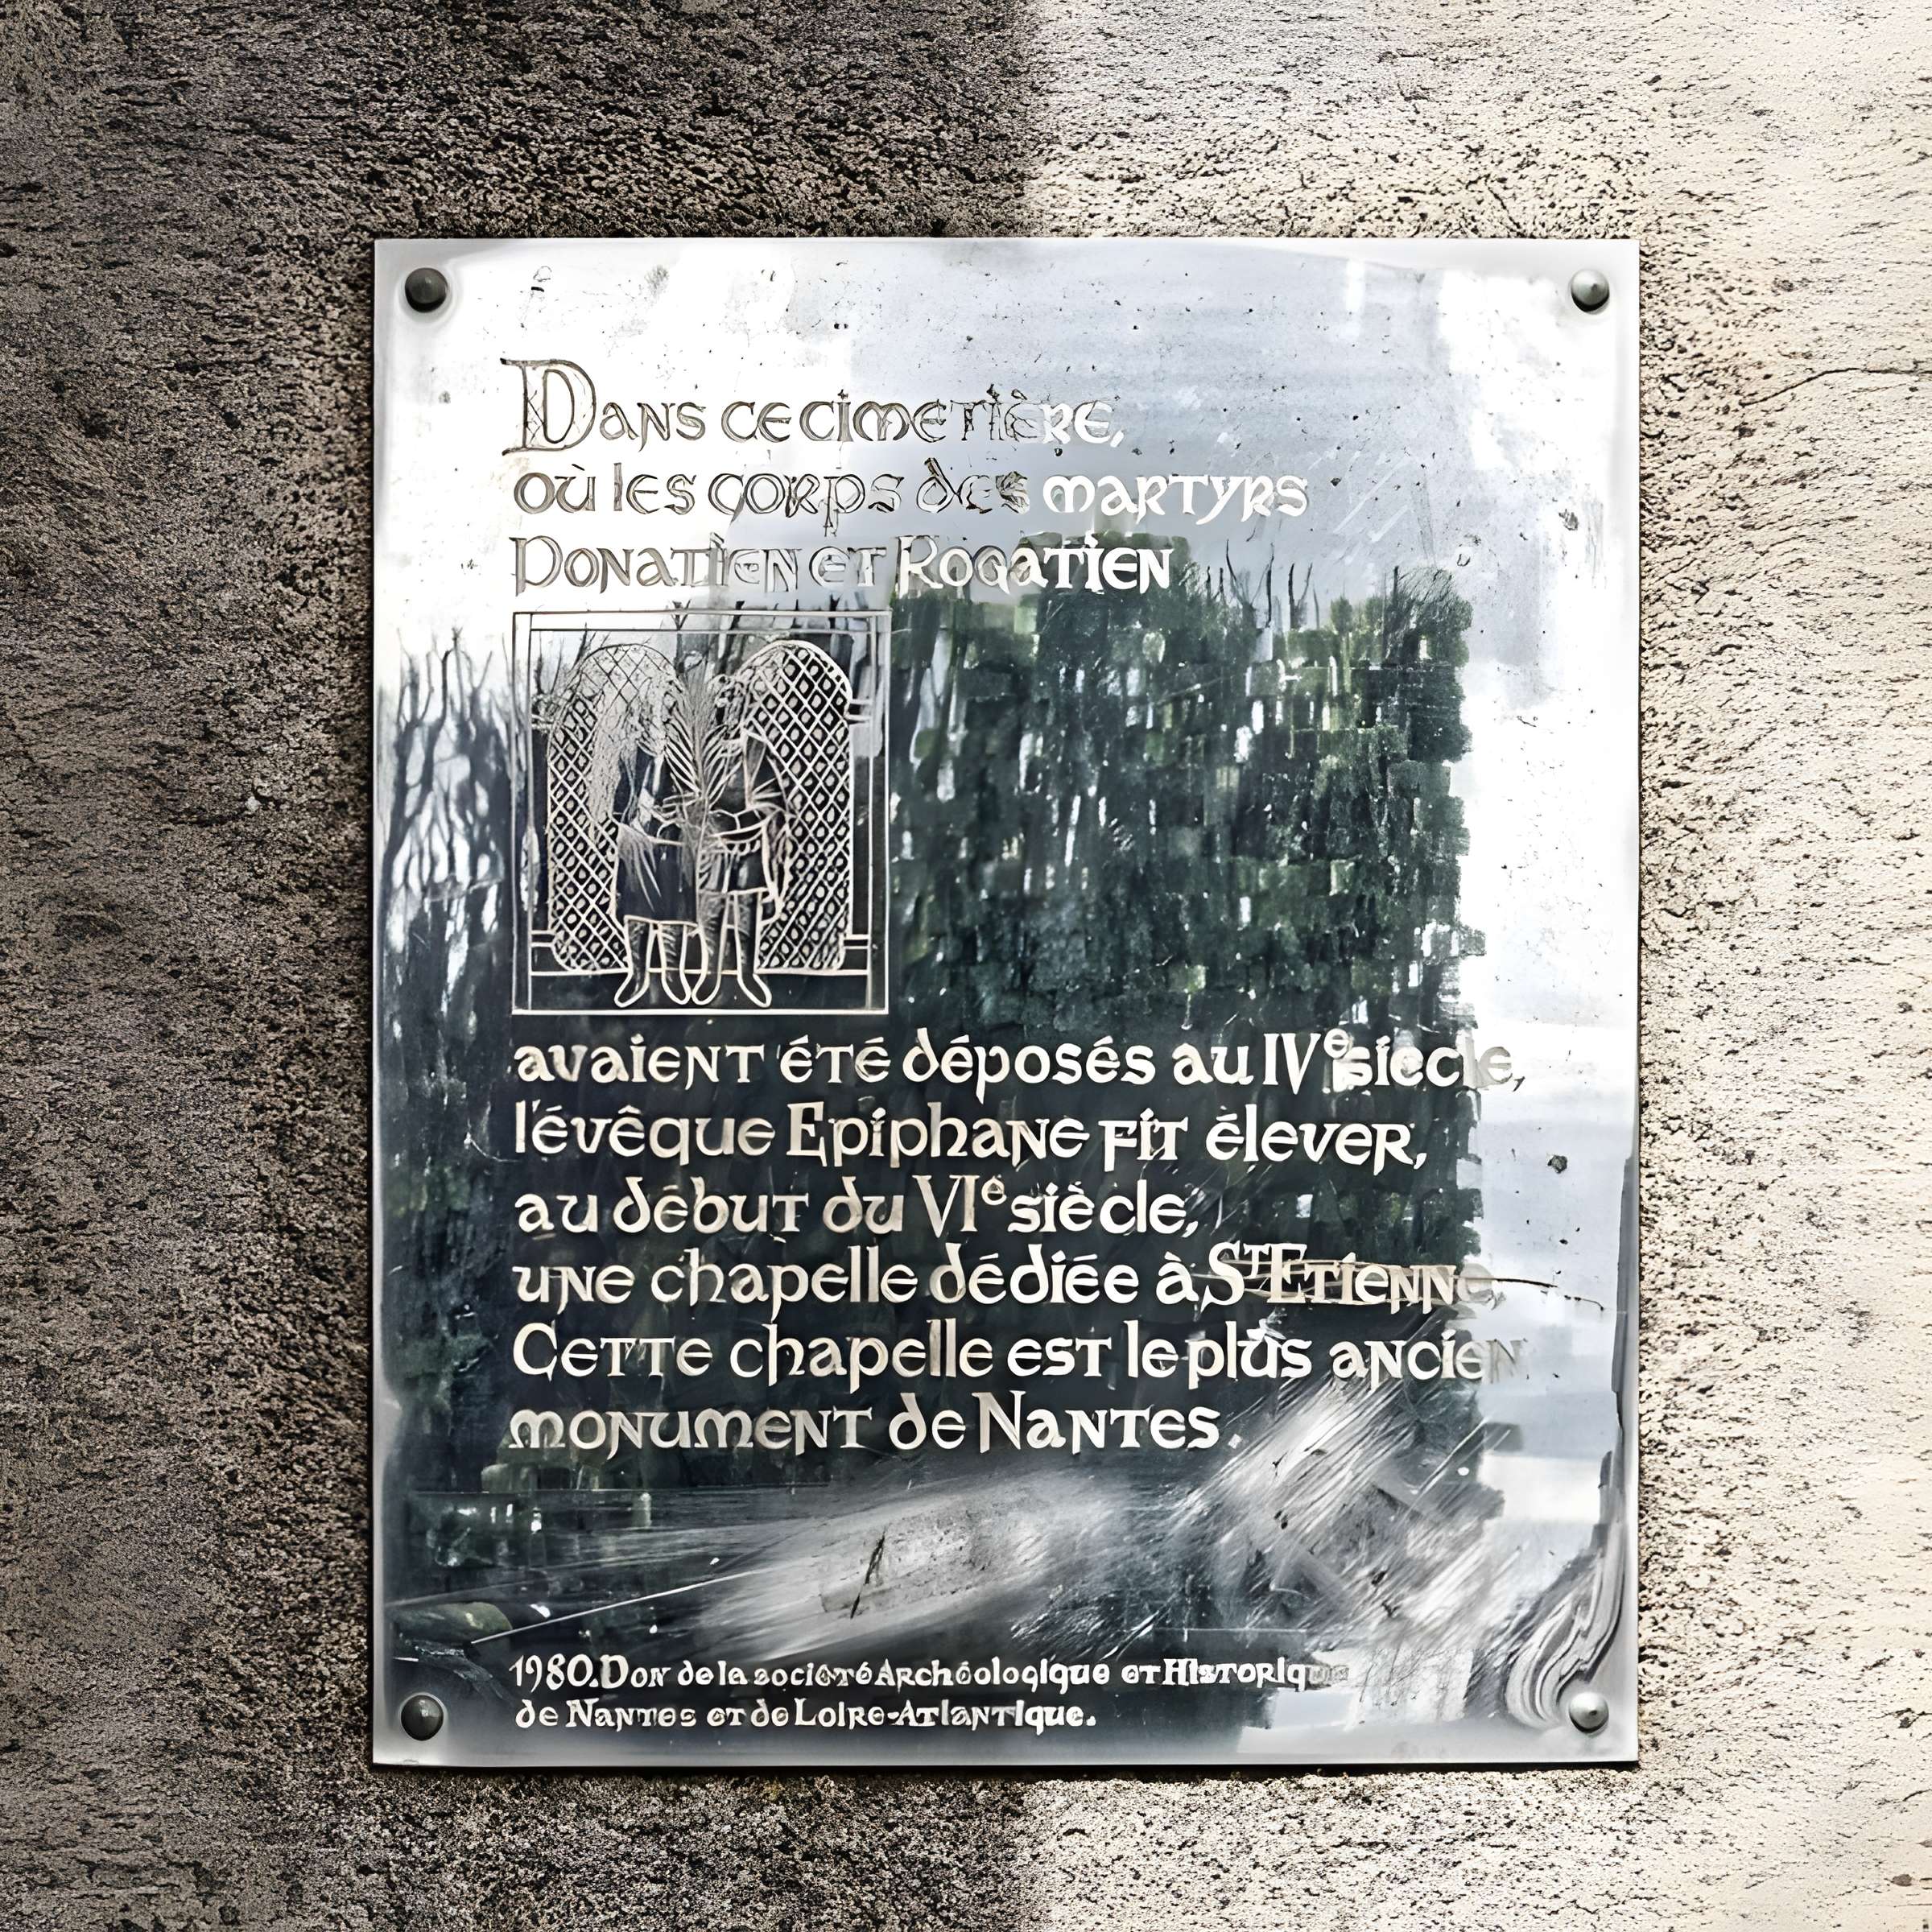 Dans ce cimetière,
où les corps des martyrs
Donatien et Rogatien
avaient été déposés au IVe siècle,
l'évêque Epiphane fit élever,
au début du VIe siècle,
une chapelle dédiée à St Etienne,
Cette chapelle est le plus ancien
monument de Nantes.
1980. Don de la société Archéologique et Historique
de Nantes et de Loire-Atlantique.